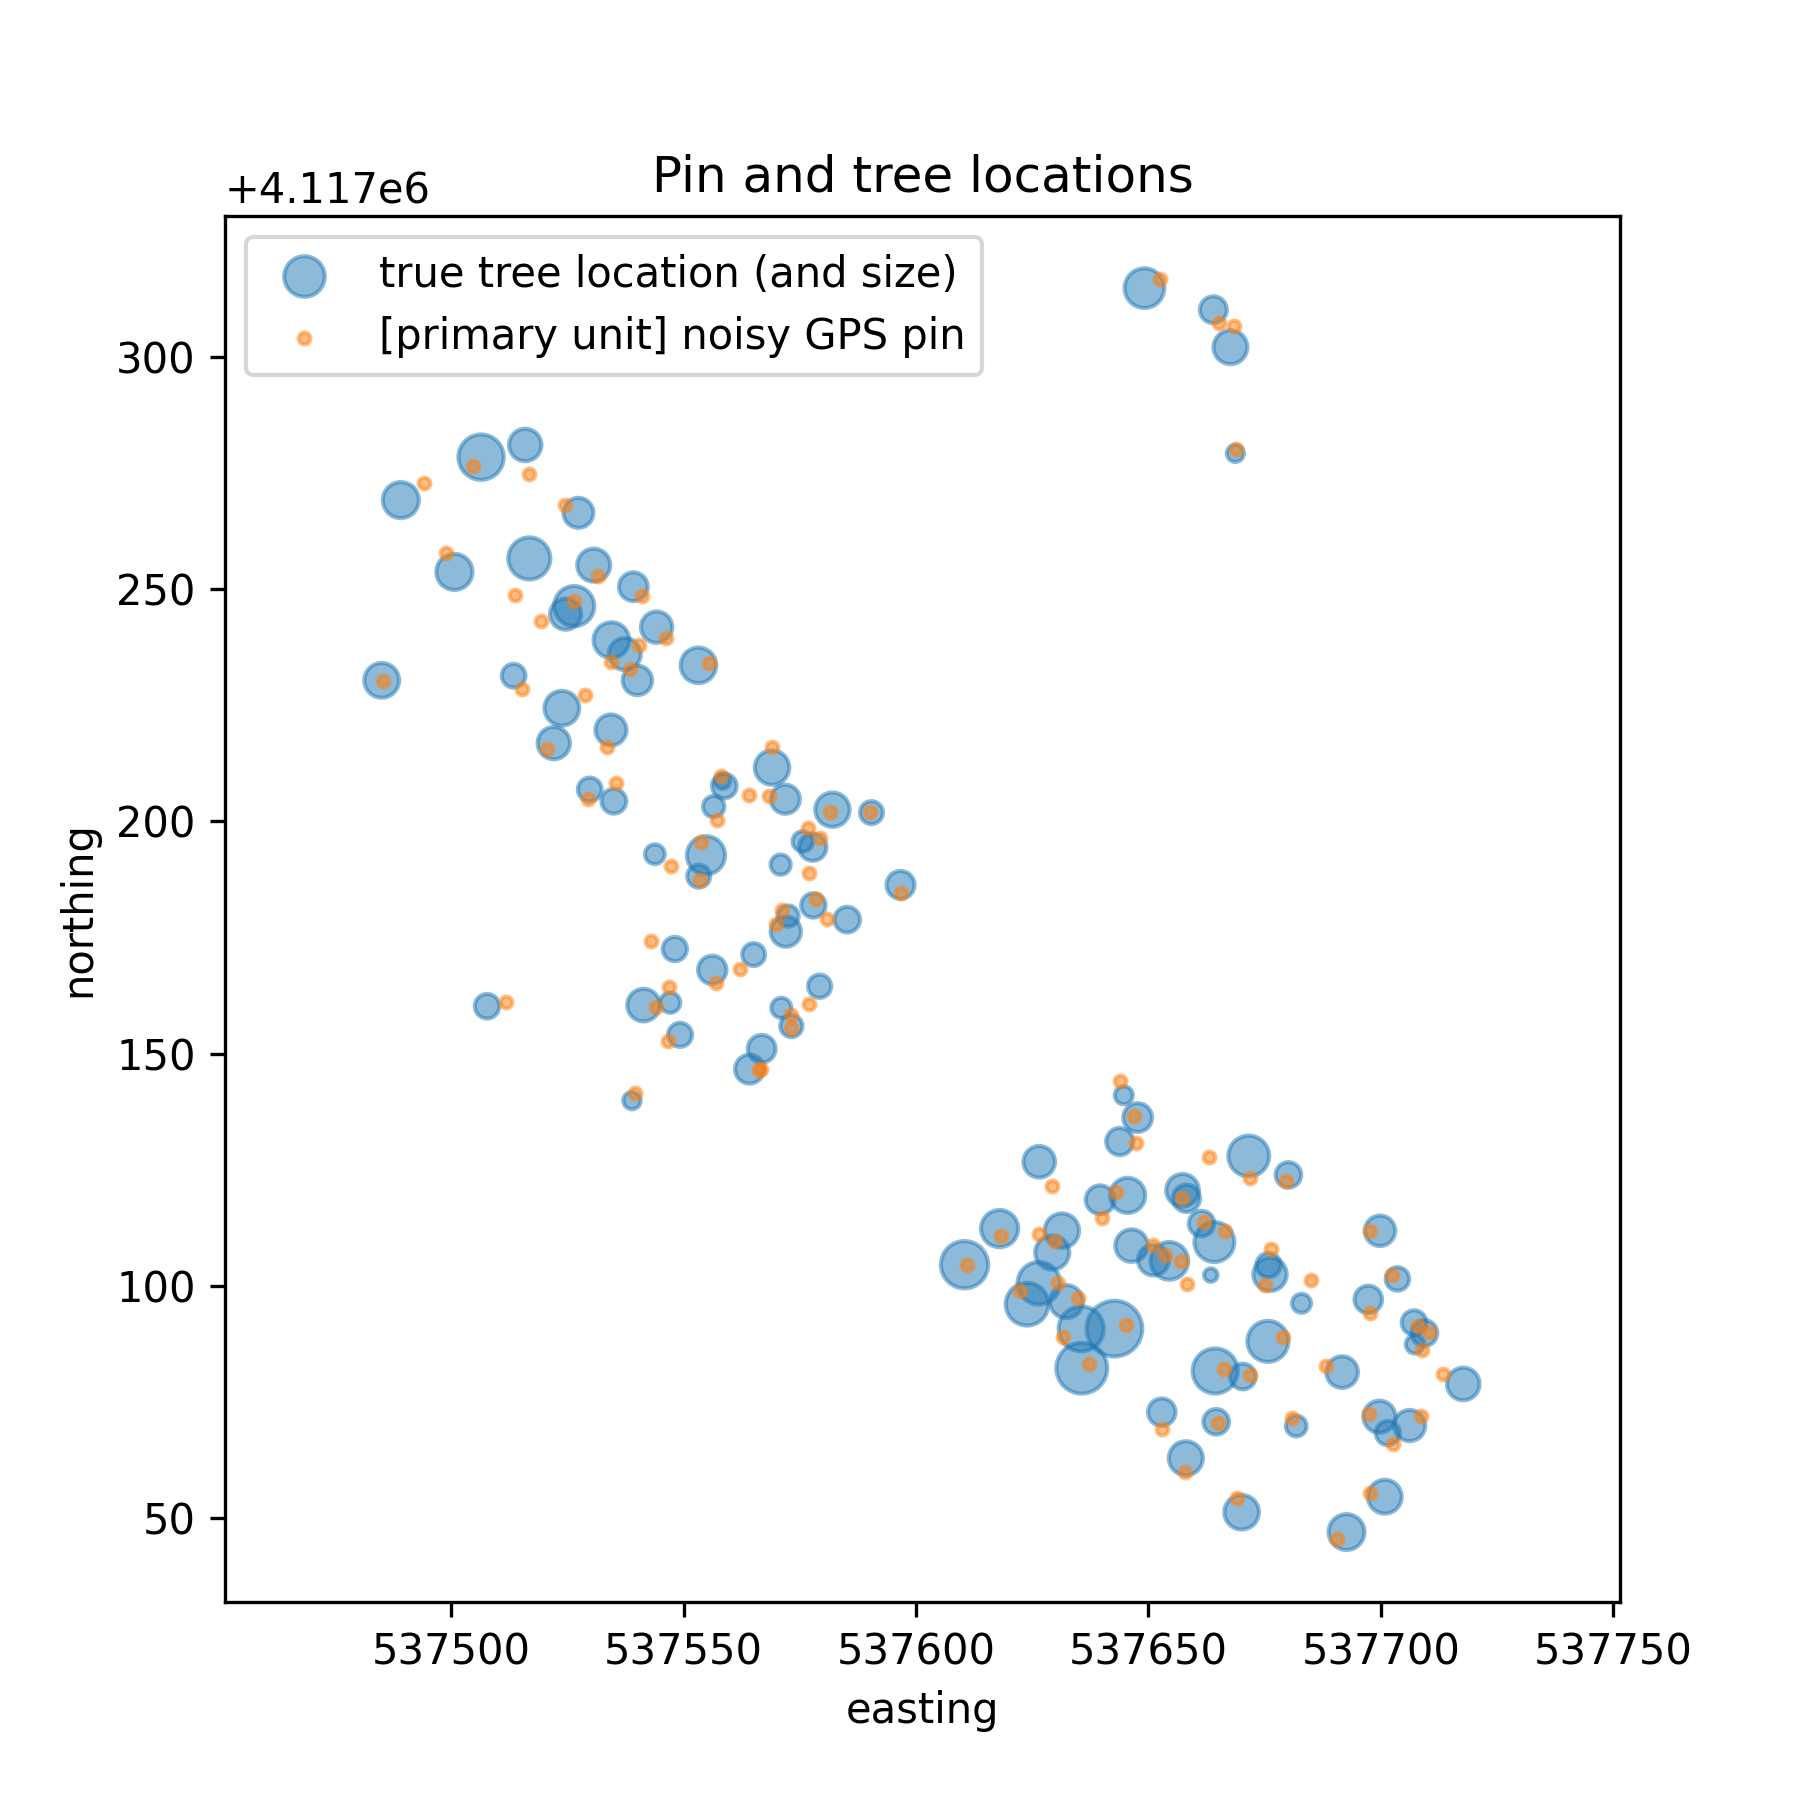 Pin and tree locations
+4.117e6
true tree location (and size)
[primary unit] noisy GPS pin
300
250
200
150
100
50
northing
537500 537550 537600 537650 537700 537750
easting